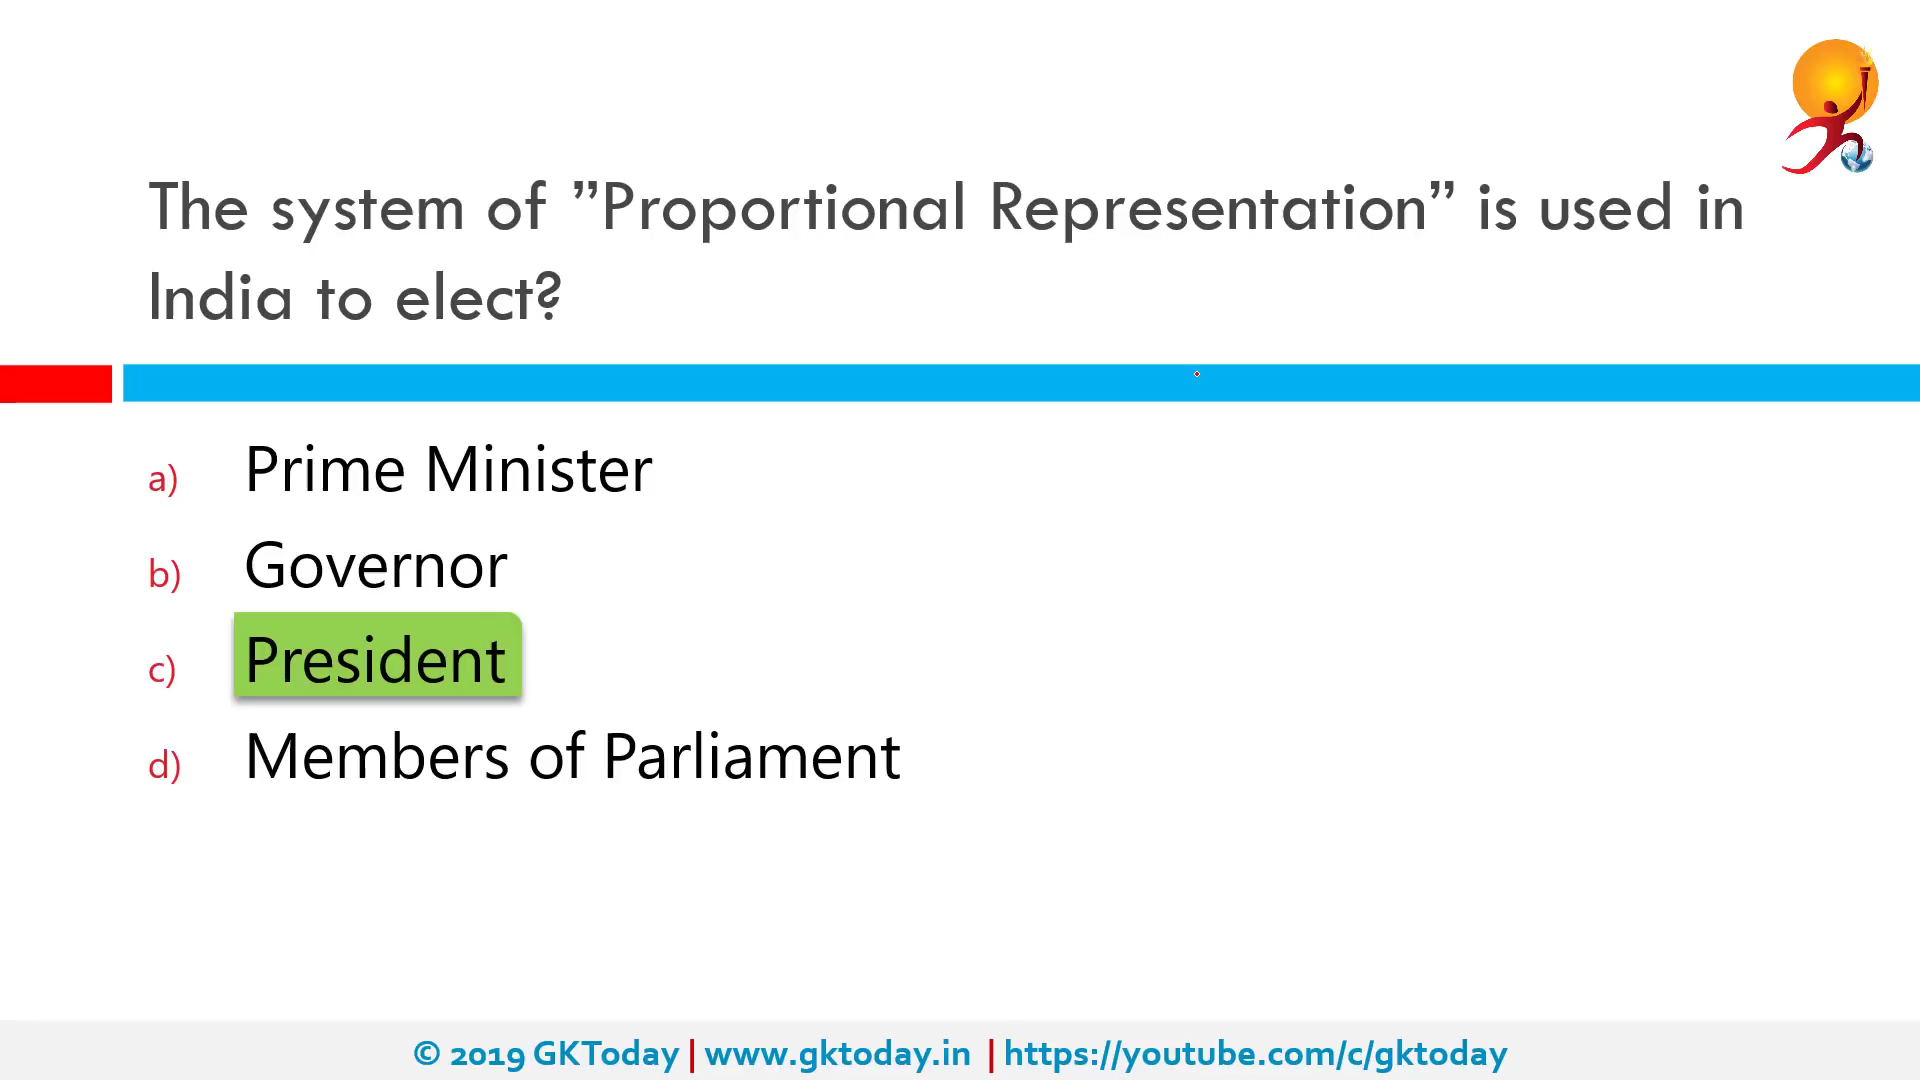 The system of ”Proportional Representation” is used in
India to elect?
a) Prime Minister
b) Governor
c) President
d) Members of Parliament
© 2019 GKToday | www.gktoday.in | https://youtube.com/c/gktoday